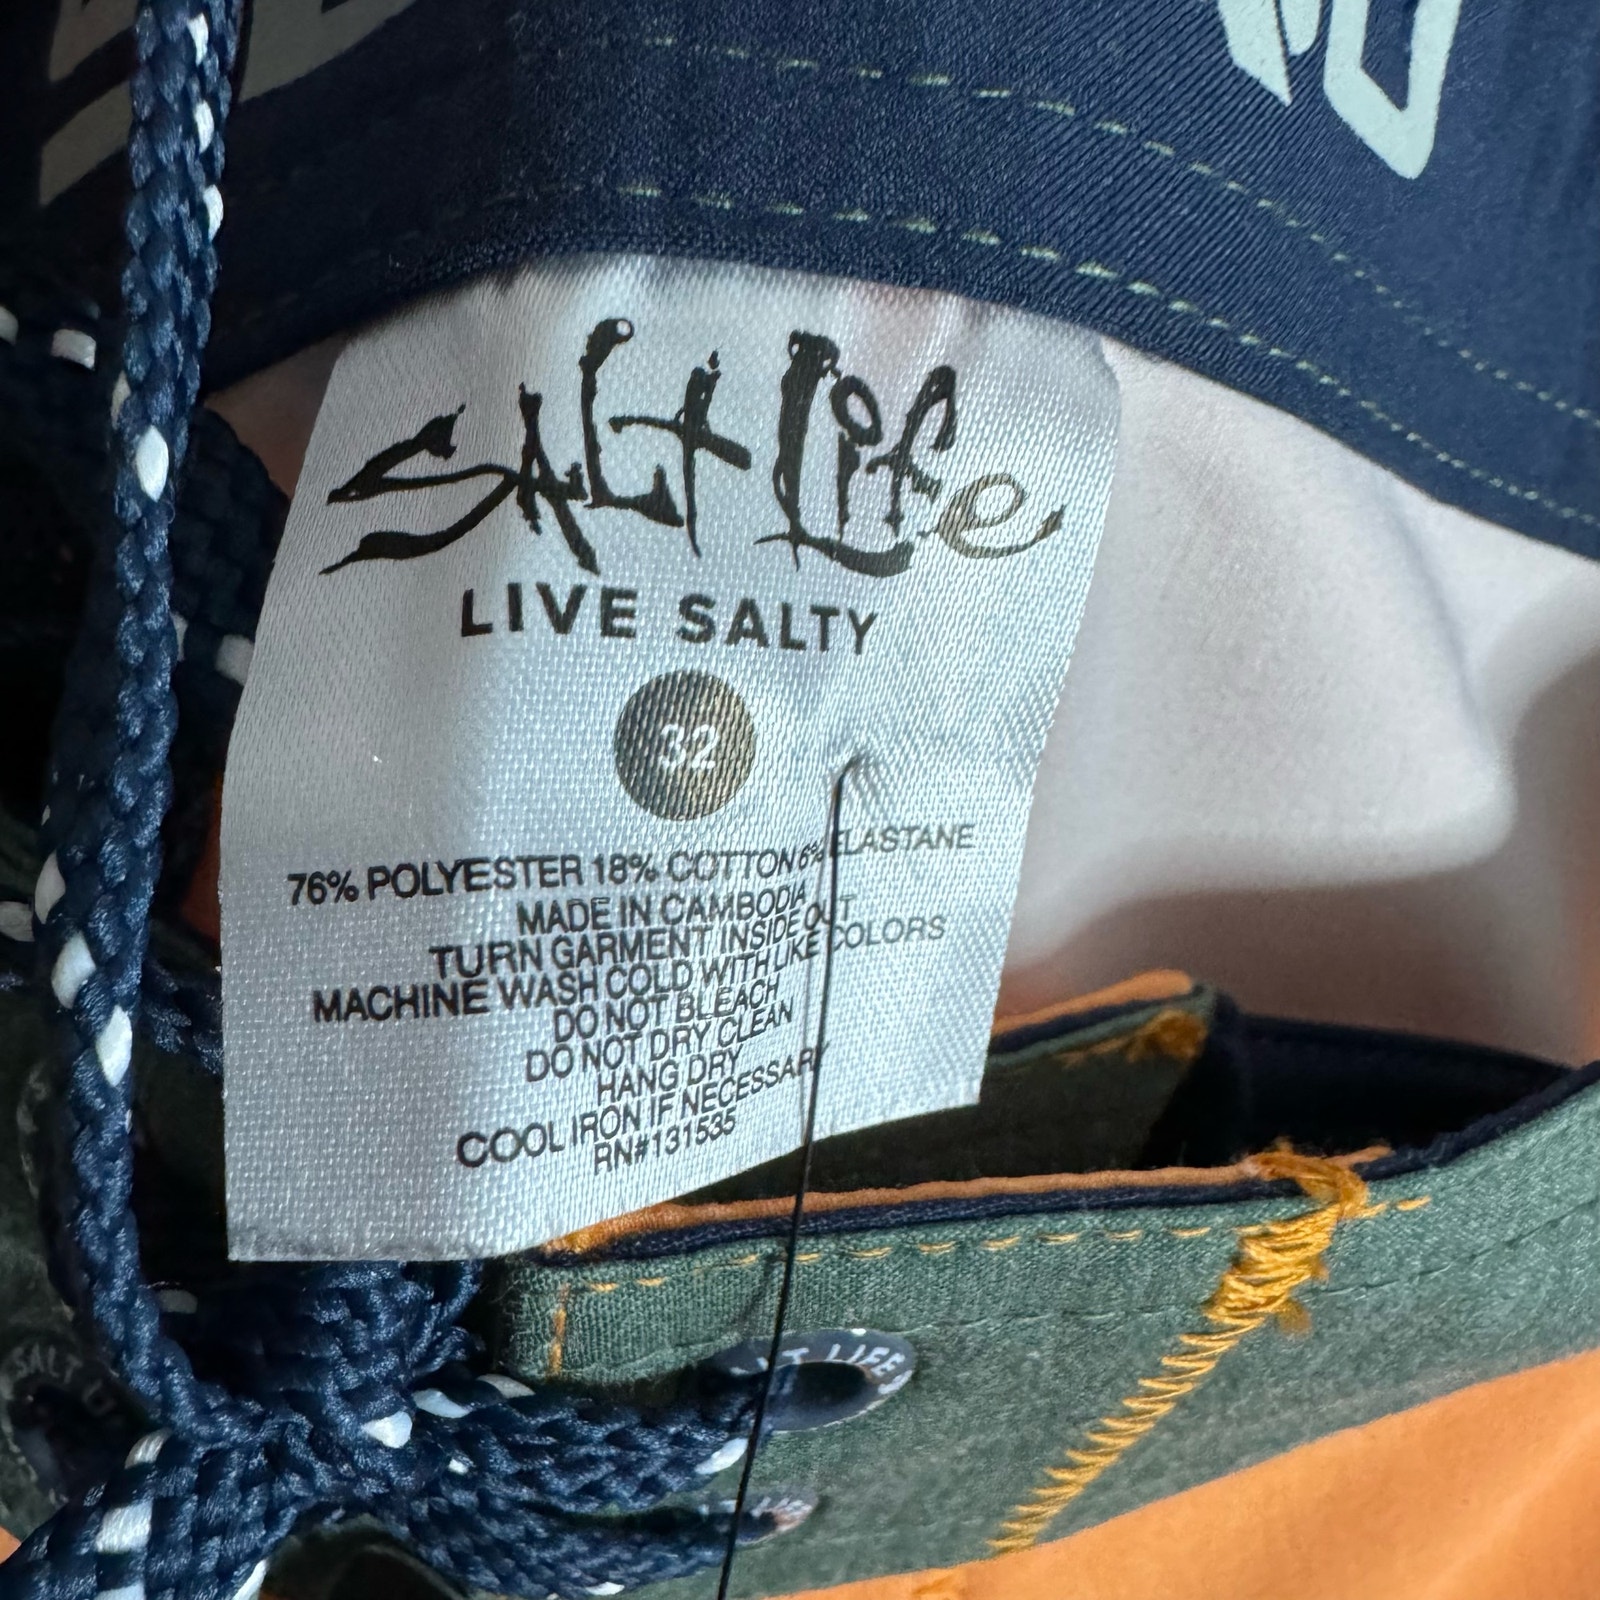 Salt Life
LIVE SALTY
32
76% POLYESTER 18% COTTON 6% ELASTANE
MADE IN CAMBODIA
TURN GARMENT INSIDE OUT
MACHINE WASH COLD WITH LIKE COLORS
DO NOT BLEACH
DO NOT DRY CLEAN
HANG DRY
COOL IRON IF NECESSARY
RN#131535
SALT
LIFE